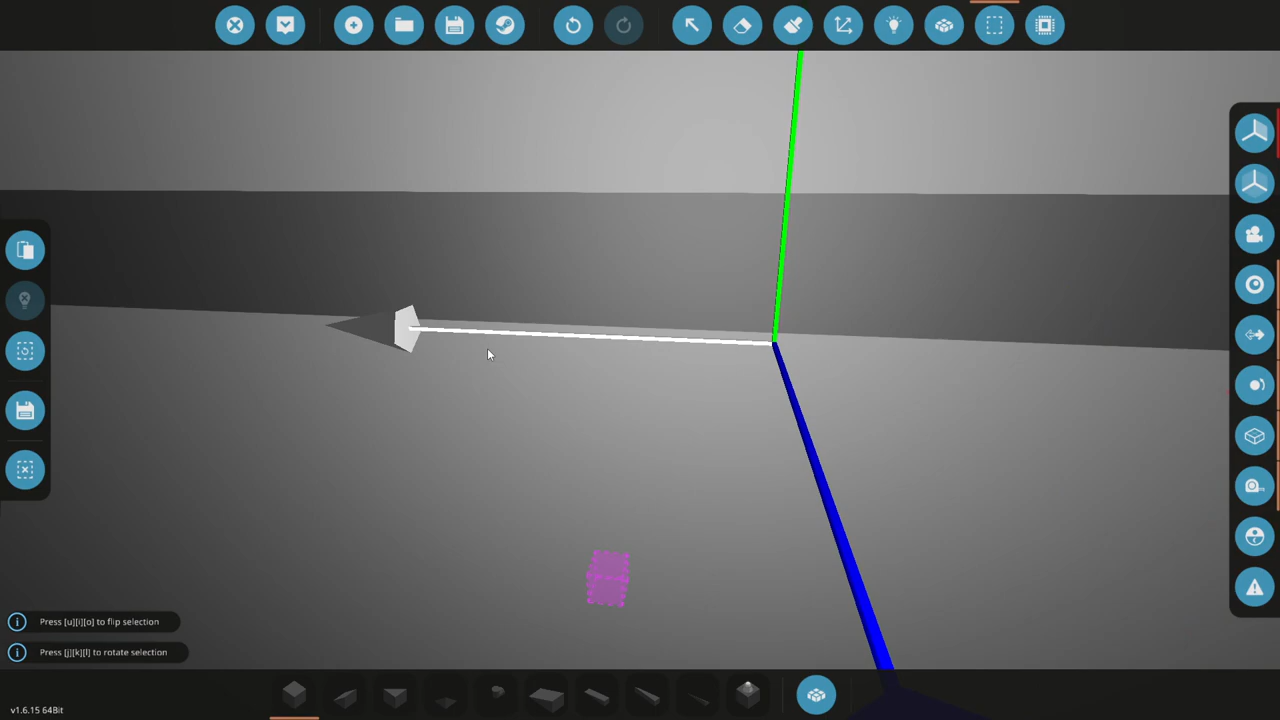 Press [u][i][o] to flip selection
Press [j][k][l] to rotate selection
v1.6.15 64Bit